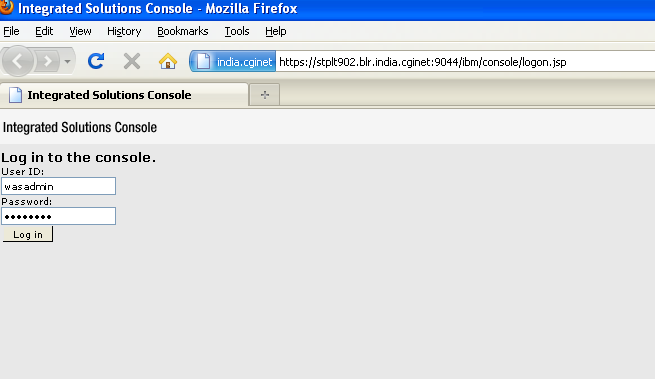 Integrated Solutions Console - Mozilla Firefox
File Edit View History Bookmarks Tools Help
india.cginet https://stplt902.blr.india.cginet:9044/ibm/console/logon.jsp
Integrated Solutions Console
Integrated Solutions Console
Log in to the console.
User ID:
wasadmin
Password:
••••••••
Log in